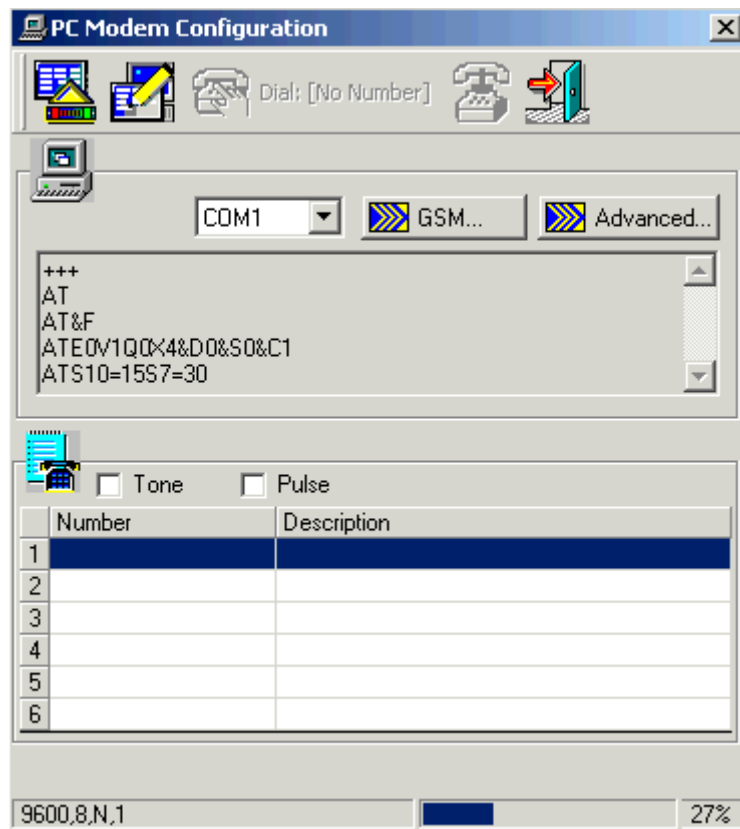 PC Modem Configuration
Dial: [No Number]
COM1
GSM...
Advanced...
+++
AT
AT&F
ATE0V1Q0X4&D0&S0&C1
ATS10=15S7=30
Tone
Pulse
Number Description
1
2
3
4
5
6
9600,8,N,1
27%